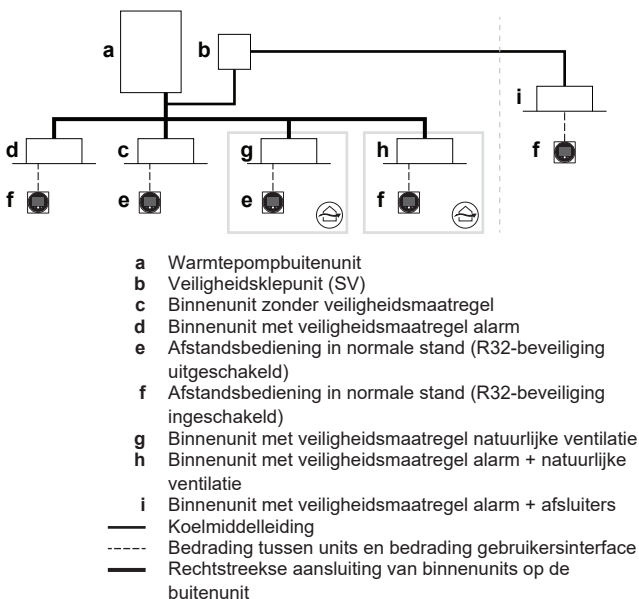 a
b
i
d
c
g
h
f
f
e
e
f
a Warmtepompbuitenunit
b Veiligheidsklepunit (SV)
c Binnenunit zonder veiligheidsmaatregel
d Binnenunit met veiligheidsmaatregel alarm
e Afstandsbediening in normale stand (R32-beveiliging
uitgeschakeld)
f Afstandsbediening in normale stand (R32-beveiliging
ingeschakeld)
g Binnenunit met veiligheidsmaatregel natuurlijke ventilatie
h Binnenunit met veiligheidsmaatregel alarm + natuurlijke
ventilatie
i Binnenunit met veiligheidsmaatregel alarm + afsluiters
Koelmiddelleiding
Bedrading tussen units en bedrading gebruikersinterface
Rechtstreekse aansluiting van binnenunits op de
buitenunit